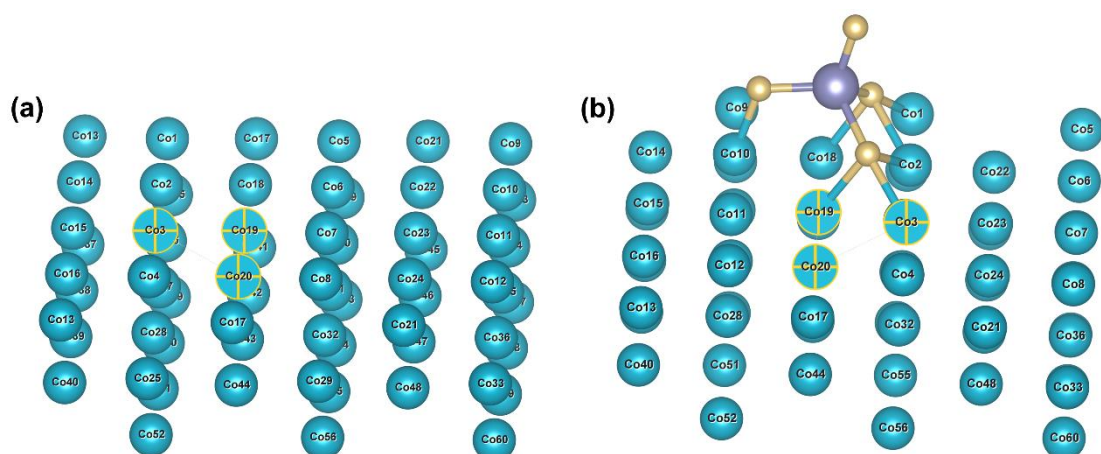 (a)
Co13 Co1 Co17 Co5 Co21 Co9
Co14 Co2 Co18 Co6 Co22 Co10
Co15 Co3 Co19 Co7 Co23 Co11
Co16 Co4 Co20 Co8 Co24 Co12
Co13 Co28 Co17 Co32 Co21 Co36
Co40 Co25 Co44 Co29 Co48 Co33
Co52 Co56 Co60
(b)
Co9 Co1 Co5
Co14 Co10 Co18 Co2 Co22 Co6
Co15 Co11 Co19 Co3 Co23 Co7
Co16 Co12 Co20 Co4 Co24 Co8
Co13 Co28 Co17 Co32 Co21 Co36
Co40 Co51 Co44 Co55 Co48 Co33
Co52 Co56 Co60